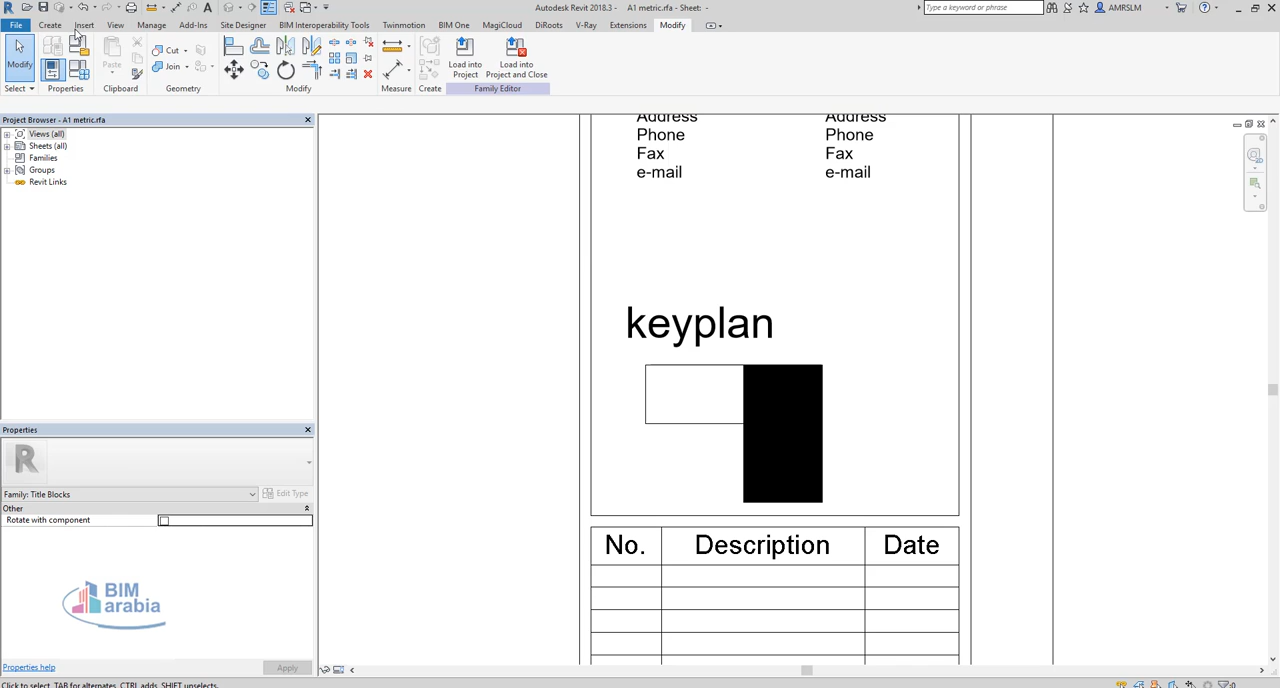 Autodesk Revit 2018.3 - A1 metric.rfa - Sheet: -
Type a keyword or phrase
AMRSLM
File Create Insert View Manage Add-Ins Site Designer BIM Interoperability Tools Twinmotion BIM One MagiCloud DiRoots V-Ray Extensions Modify
Modify
Paste
Cut
Join
Load into Project
Load into Project and Close
Select Properties Clipboard Geometry Modify Measure Create Family Editor
Project Browser - A1 metric.rfa
Views (all)
Sheets (all)
Families
Groups
Revit Links
Properties
R
Family: Title Blocks
Edit Type
Other
Rotate with component
BIM
arabia
Properties help
Apply
Address Address
Phone Phone
Fax Fax
e-mail e-mail
keyplan
No. Description Date
Click to select, TAB for alternates, CTRL adds, SHIFT unselects.
:0